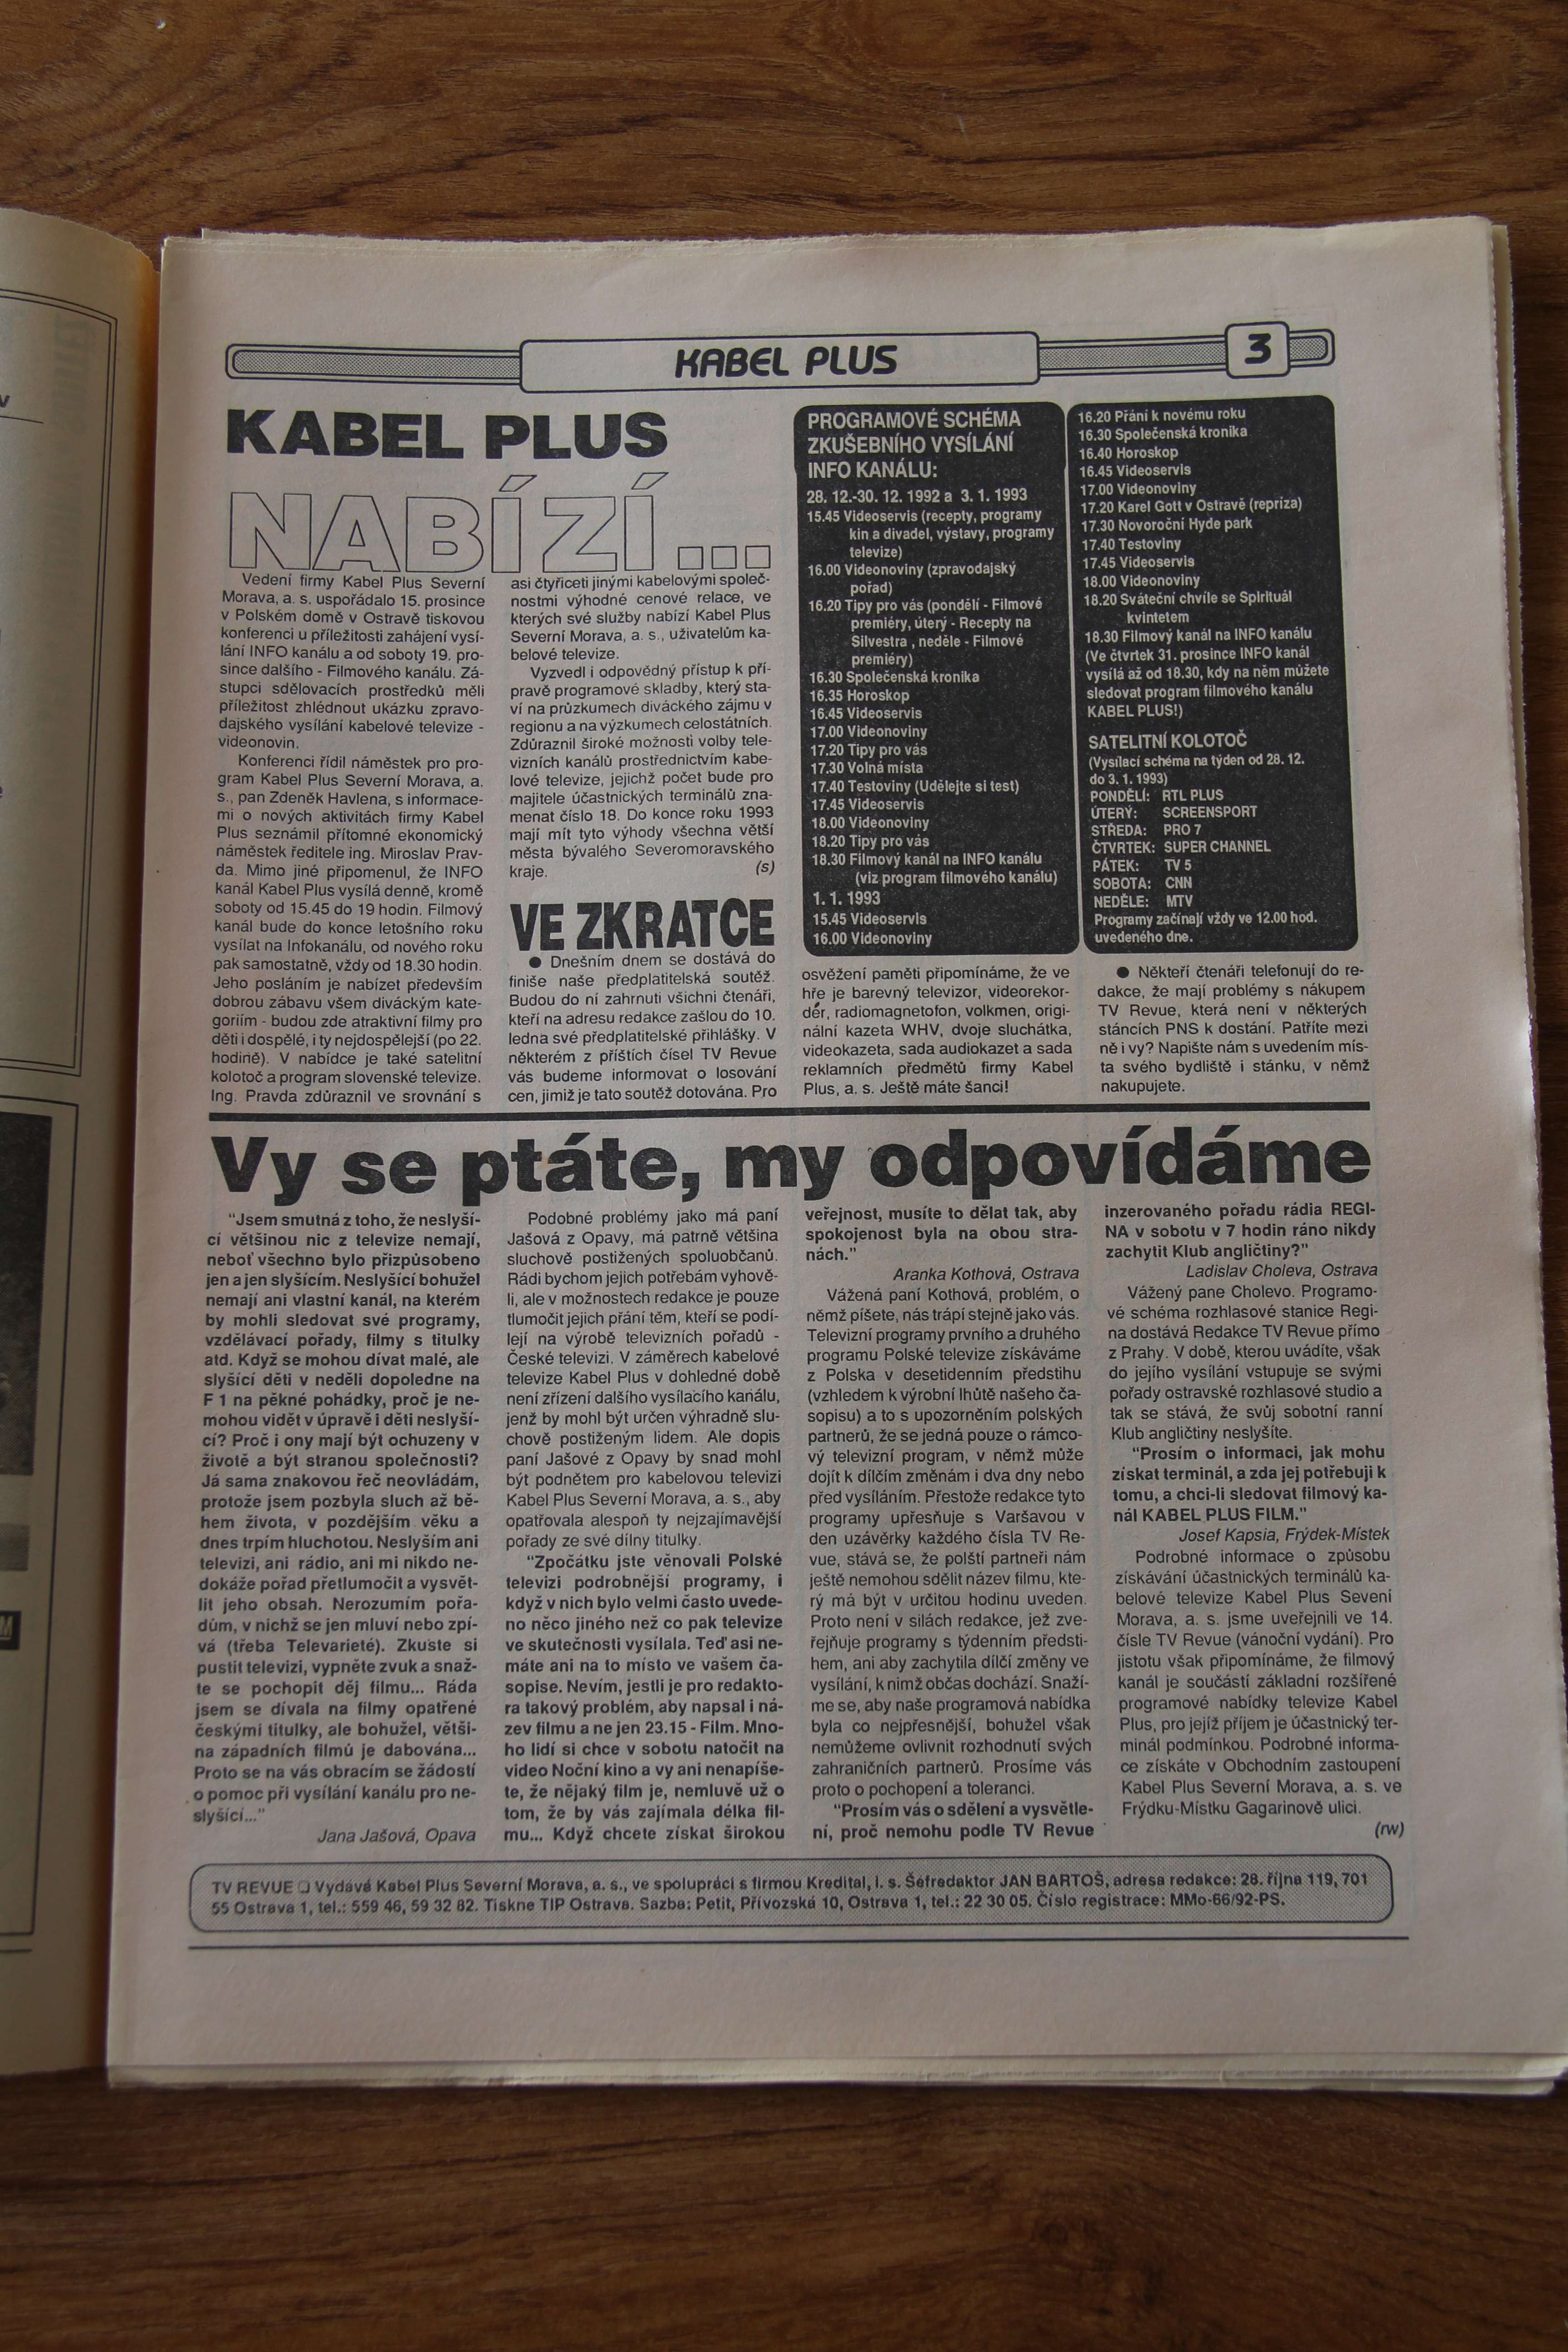 KABEL PLUS
3
KABEL PLUS
NABÍZÍ...
Vedení firmy Kabel Plus Severní
Morava, a. s. uspořádalo 15. prosince
v Polském domě v Ostravě tiskovou
konferenci u příležitosti zahájení vysí-
lání INFO kanálu a od soboty 19. pro-
since dalšího - Filmového kanálu. Zá-
stupci sdělovacích prostředků měli
příležitost zhlédnout ukázku zpravo-
dajského vysílání kabelové televize -
videonovin.
Konferenci řídil náměstek pro pro-
gram Kabel Plus Severní Morava, a.
s., pan Zdeněk Havlena, s informace-
mi o nových aktivitách firmy Kabel
Plus seznámil přítomné ekonomický
náměstek ředitele ing. Miroslav Prav-
da. Mimo jiné připomenul, že INFO
kanál Kabel Plus vysílá denně, kromě
soboty od 15.45 do 19 hodin. Filmový
kanál bude do konce letošního roku
vysílat na Infokanálu, od nového roku
pak samostatně, vždy od 18.30 hodin.
Jeho posláním je nabízet především
dobrou zábavu všem diváckým kate-
goriím - budou zde atraktivní filmy pro
děti i dospělé, i ty nejdospělejší (po 22.
hodině). V nabídce je také satelitní
kolotoč a program slovenské televize.
Ing. Pravda zdůraznil ve srovnání s
asi čtyřiceti jinými kabelovými společ-
nostmi výhodné cenové relace, ve
kterých své služby nabízí Kabel Plus
Severní Morava, a. s., uživatelům ka-
belové televize.
Vyzvedl i odpovědný přístup k pří-
pravě programové skladby, který sta-
ví na průzkumech diváckého zájmu v
regionu a na výzkumech celostátních.
Zdůraznil široké možnosti volby tele-
vizních kanálů prostřednictvím kabe-
lové televize, jejichž počet bude pro
majitele účastnických terminálů zna-
menat číslo 18. Do konce roku 1993
mají mít tyto výhody všechna větší
města bývalého Severomoravského
kraje.
(s)
VE ZKRATCE
● Dnešním dnem se dostává do
finiše naše předplatitelská soutěž.
Budou do ní zahrnuti všichni čtenáři,
kteří na adresu redakce zašlou do 10.
ledna své předplatitelské přihlášky. V
některém z příštích čísel TV Revue
vás budeme informovat o losování
cen, jimiž je tato soutěž dotována. Pro
PROGRAMOVÉ SCHÉMA
ZKUŠEBNÍHO VYSÍLÁNÍ
INFO KANÁLU:
28. 12.-30. 12. 1992 a 3. 1. 1993
15.45 Videoservis (recepty, programy
kin a divadel, výstavy, programy
televize)
16.00 Videonoviny (zpravodajský
pořad)
16.20 Tipy pro vás (pondělí - Filmové
premiéry, úterý - Recepty na
Silvestra , neděle - Filmové
premiéry)
16.30 Společenská kronika
16.35 Horoskop
16.45 Videoservis
17.00 Videonoviny
17.20 Tipy pro vás
17.30 Volná místa
17.40 Testoviny (Udělejte si test)
17.45 Videoservis
18.00 Videonoviny
18.20 Tipy pro vás
18.30 Filmový kanál na INFO kanálu
(viz program filmového kanálu)
1. 1. 1993
15.45 Videoservis
16.00 Videonoviny
16.20 Přání k novému roku
16.30 Společenská kronika
16.40 Horoskop
16.45 Videoservis
17.00 Videonoviny
17.20 Karel Gott v Ostravě (repríza)
17.30 Novoroční Hyde park
17.40 Testoviny
17.45 Videoservis
18.00 Videonoviny
18.20 Sváteční chvíle se Spirituál
kvintetem
18.30 Filmový kanál na INFO kanálu
(Ve čtvrtek 31. prosince INFO kanál
vysílá až od 18.30, kdy na něm můžete
sledovat program filmového kanálu
KABEL PLUS!)
SATELITNÍ KOLOTOČ
(Vysílací schéma na týden od 28. 12.
do 3. 1. 1993)
PONDĚLÍ: RTL PLUS
ÚTERÝ: SCREENSPORT
STŘEDA: PRO 7
ČTVRTEK: SUPER CHANNEL
PÁTEK: TV 5
SOBOTA: CNN
NEDĚLE: MTV
Programy začínají vždy ve 12.00 hod.
uvedeného dne.
osvěžení paměti připomínáme, že ve
hře je barevný televizor, videorekor-
dér, radiomagnetofon, volkmen, origi-
nální kazeta WHV, dvoje sluchátka,
videokazeta, sada audiokazet a sada
reklamních předmětů firmy Kabel
Plus, a. s. Ještě máte šanci!
● Někteří čtenáři telefonují do re-
dakce, že mají problémy s nákupem
TV Revue, která není v některých
stáncích PNS k dostání. Patříte mezi
ně i vy? Napište nám s uvedením mís-
ta svého bydliště i stánku, v němž
nakupujete.
Vy se ptáte, my odpovídáme
"Jsem smutná z toho, že neslyší-
cí většinou nic z televize nemají,
neboť všechno bylo přizpůsobeno
jen a jen slyšícím. Neslyšící bohužel
nemají ani vlastní kanál, na kterém
by mohli sledovat své programy,
vzdělávací pořady, filmy s titulky
atd. Když se mohou dívat malé, ale
slyšící děti v neděli dopoledne na
F 1 na pěkné pohádky, proč je ne-
mohou vidět v úpravě i děti neslyší-
cí? Proč i ony mají být ochuzeny v
životě a být stranou společnosti?
Já sama znakovou řeč neovládám,
protože jsem pozbyla sluch až bě-
hem života, v pozdějším věku a
dnes trpím hluchotou. Neslyším ani
televizi, ani rádio, ani mi nikdo ne-
dokáže pořad přetlumočit a vysvět-
lit jeho obsah. Nerozumím pořa-
dům, v nichž se jen mluví nebo zpí-
vá (třeba Televarieté). Zkuste si
pustit televizi, vypněte zvuk a snaž-
te se pochopit děj filmu... Ráda
jsem se dívala na filmy opatřené
českými titulky, ale bohužel, větši-
na západních filmů je dabována...
Proto se na vás obracím se žádostí
o pomoc při vysílání kanálu pro ne-
slyšící..."
Jana Jašová, Opava
Podobné problémy jako má paní
Jašová z Opavy, má patrně většina
sluchově postižených spoluobčanů.
Rádi bychom jejich potřebám vyhově-
li, ale v možnostech redakce je pouze
tlumočit jejich přání těm, kteří se podí-
lejí na výrobě televizních pořadů -
České televizi. V záměrech kabelové
televize Kabel Plus v dohledné době
není zřízení dalšího vysílacího kanálu,
jenž by mohl být určen výhradně slu-
chově postiženým lidem. Ale dopis
paní Jašové z Opavy by snad mohl
být podnětem pro kabelovou televizi
Kabel Plus Severní Morava, a. s., aby
opatřovala alespoň ty nejzajímavější
pořady ze své dílny titulky.
"Zpočátku jste věnovali Polské
televizi podrobnější programy, i
když v nich bylo velmi často uvede-
no něco jiného než co pak televize
ve skutečnosti vysílala. Teď asi ne-
máte ani na to místo ve vašem ča-
sopise. Nevím, jestli je pro redakto-
ra takový problém, aby napsal i ná-
zev filmu a ne jen 23.15 - Film. Mno-
ho lidí si chce v sobotu natočit na
video Noční kino a vy ani nenapíše-
te, že nějaký film je, nemluvě už o
tom, že by vás zajímala délka fil-
mu... Když chcete získat širokou
veřejnost, musíte to dělat tak, aby
spokojenost byla na obou stra-
nách."
Aranka Kothová, Ostrava
Vážená paní Kothová, problém, o
němž píšete, nás trápí stejně jako vás.
Televizní programy prvního a druhého
programu Polské televize získáváme
z Polska v desetidenním předstihu
(vzhledem k výrobní lhůtě našeho ča-
sopisu) a to s upozorněním polských
partnerů, že se jedná pouze o rámco-
vý televizní program, v němž může
dojít k dílčím změnám i dva dny nebo
před vysíláním. Přestože redakce tyto
programy upřesňuje s Varšavou v
den uzávěrky každého čísla TV Re-
vue, stává se, že polští partneři nám
ještě nemohou sdělit název filmu, kte-
rý má být v určitou hodinu uveden.
Proto není v silách redakce, jež zve-
řejňuje programy s týdenním předsti-
hem, ani aby zachytila dílčí změny ve
vysílání, k nimž občas dochází. Snaží-
me se, aby naše programová nabídka
byla co nejpřesnější, bohužel však
nemůžeme ovlivnit rozhodnutí svých
zahraničních partnerů. Prosíme vás
proto o pochopení a toleranci.
"Prosím vás o sdělení a vysvětle-
ní, proč nemohu podle TV Revue
inzerovaného pořadu rádia REGI-
NA v sobotu v 7 hodin ráno nikdy
zachytit Klub angličtiny?"
Ladislav Choleva, Ostrava
Vážený pane Cholevo. Programo-
vé schéma rozhlasové stanice Regi-
na dostává Redakce TV Revue přímo
z Prahy. V době, kterou uvádíte, však
do jejího vysílání vstupuje se svými
pořady ostravské rozhlasové studio a
tak se stává, že svůj sobotní ranní
Klub angličtiny neslyšíte.
"Prosím o informaci, jak mohu
získat terminál, a zda jej potřebuji k
tomu, a chci-li sledovat filmový ka-
nál KABEL PLUS FILM."
Josef Kapsia, Frýdek-Místek
Podrobné informace o způsobu
získávání účastnických terminálů ka-
belové televize Kabel Plus Sevení
Morava, a. s. jsme uveřejnili ve 14.
čísle TV Revue (vánoční vydání). Pro
jistotu však připomínáme, že filmový
kanál je součástí základní rozšířené
programové nabídky televize Kabel
Plus, pro jejíž příjem je účastnický ter-
minál podmínkou. Podrobné informa-
ce získáte v Obchodním zastoupení
Kabel Plus Severní Morava, a. s. ve
Frýdku-Místku Gagarinově ulici.
(rw)
TV REVUE ❑ Vydává Kabel Plus Severní Morava, a. s., ve spolupráci s firmou Kredital, i. s. Šéfredaktor JAN BARTOŠ, adresa redakce: 28. října 119, 701
55 Ostrava 1, tel.: 559 46, 59 32 82. Tiskne TIP Ostrava. Sazba: Petit, Přívozská 10, Ostrava 1, tel.: 22 30 05. Číslo registrace: MMo-66/92-PS.